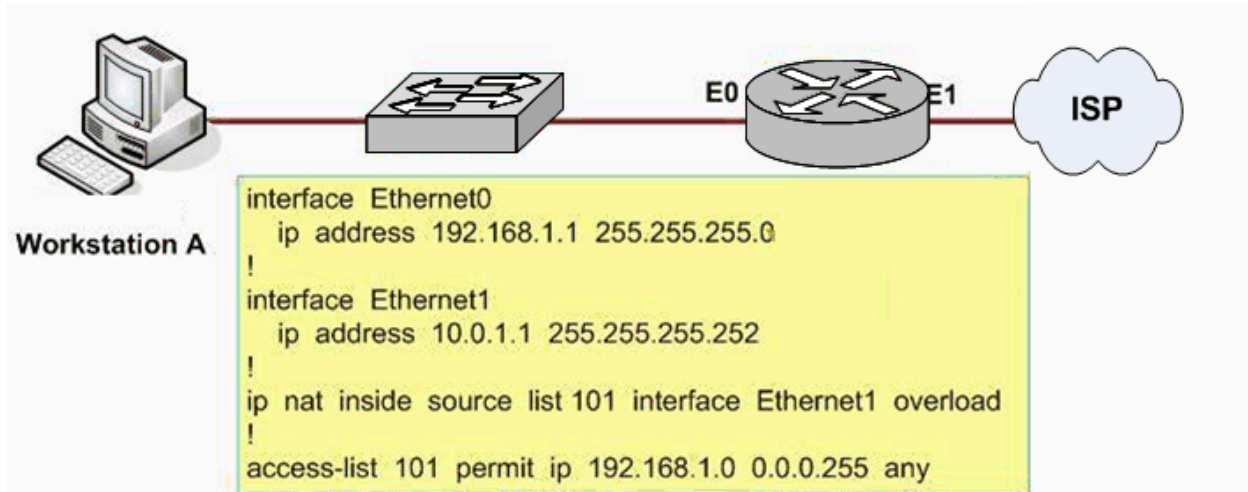 E0
E1
ISP
Workstation A
interface Ethernet0
ip address 192.168.1.1 255.255.255.0
!
interface Ethernet1
ip address 10.0.1.1 255.255.255.252
!
ip nat inside source list 101 interface Ethernet1 overload
!
access-list 101 permit ip 192.168.1.0 0.0.0.255 any